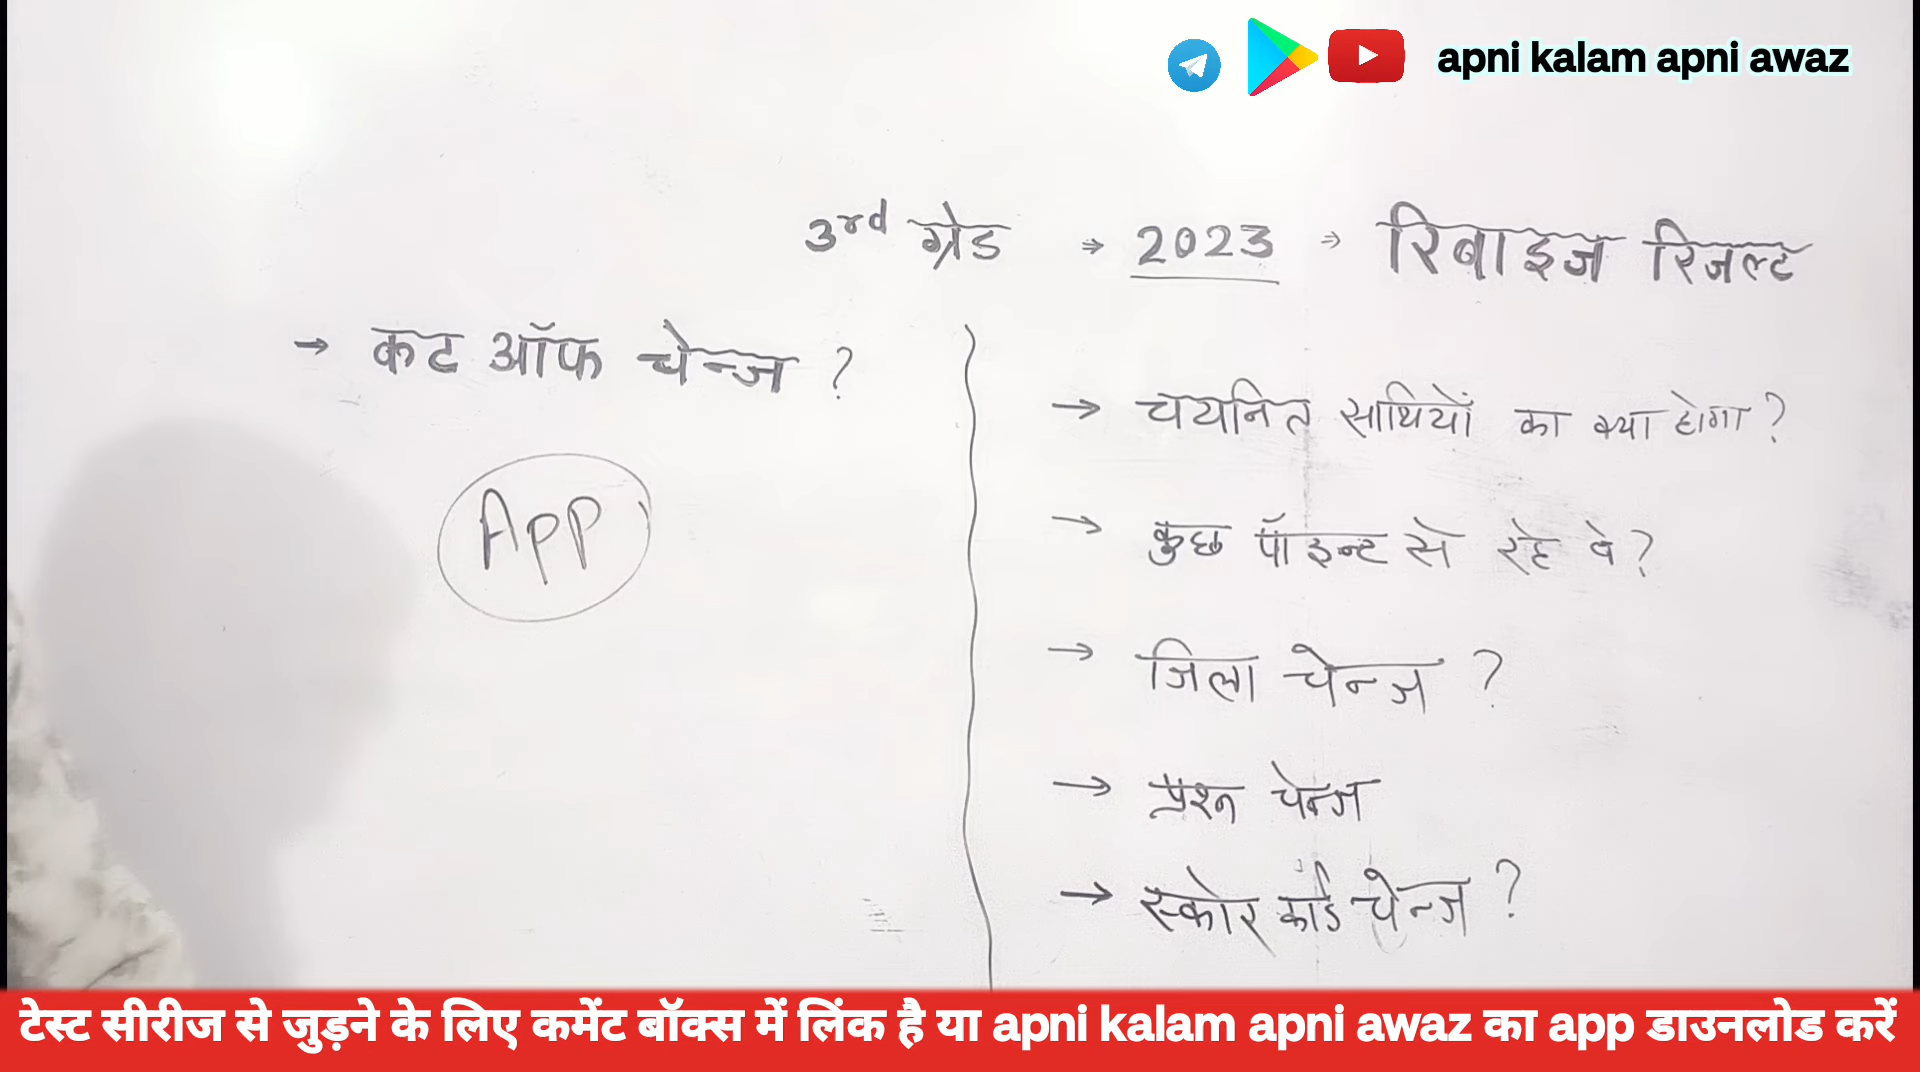 apni kalam apni awaz
3rd ग्रेड → 2023 → रिबाइज रिजल्ट
→ कट ऑफ चेन्ज ?
App
→ चयनित साथियों का क्या होगा ?
→ कुछ पॉइन्ट से रहे वे ?
→ जिला चेन्ज ?
→ प्रश्न चेन्ज
→ स्कोर कार्ड चेन्ज ?
टेस्ट सीरीज से जुड़ने के लिए कमेंट बॉक्स में लिंक है या apni kalam apni awaz का app डाउनलोड करें